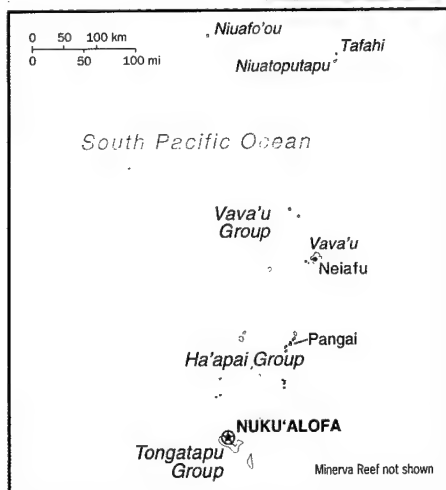 Niuafo'ou
0 50 100 km
0 50 100 mi
Tafahi
Niuatoputapu
South Pacific Ocean
Vava'u
Group
Vava'u
Neiafu
Pangai
Ha'apai Group
NUKU'ALOFA
Tongatapu
Group
Minerva Reef not shown